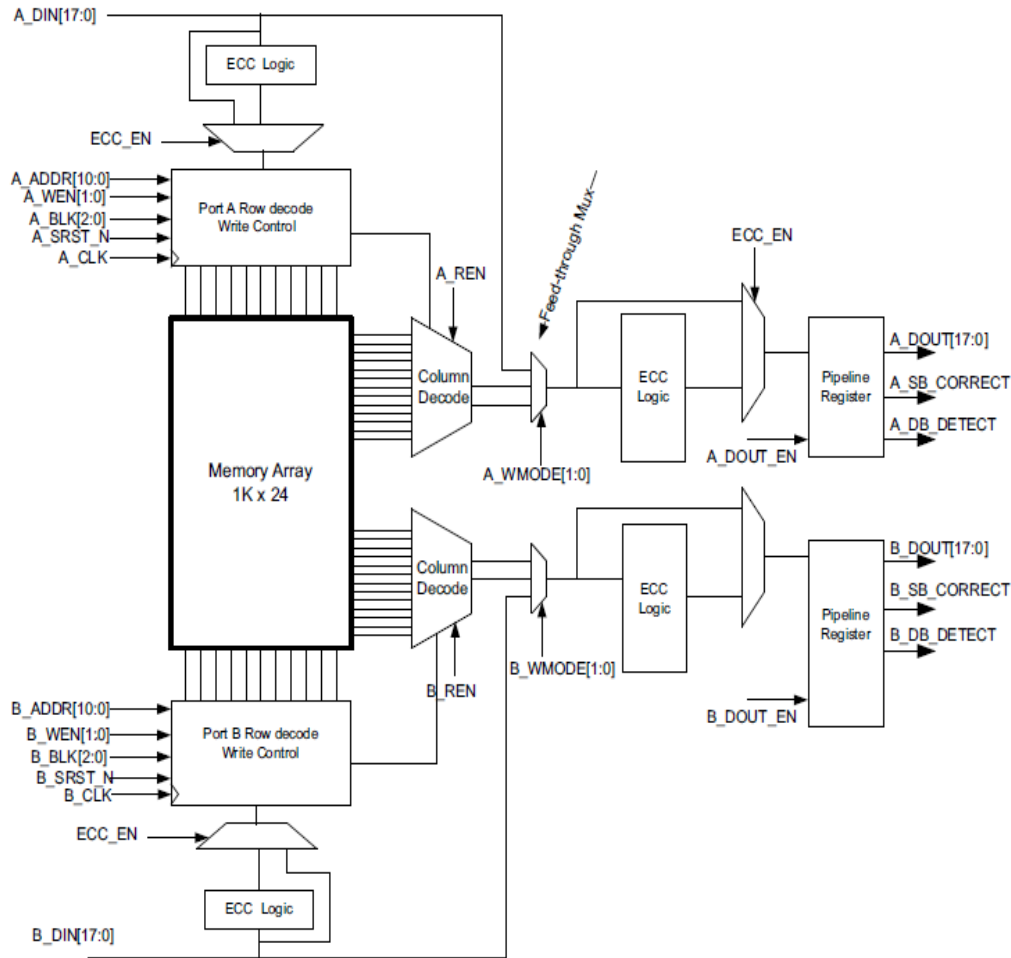 A_DIN[17:0]
ECC Logic
ECC_EN
A_ADDR[10:0]
A_WEN[1:0]
A_BLK[2:0]
A_SRST_N
A_CLK
Port A Row decode
Write Control
A_REN
Feed-through Mux
ECC_EN
Column
Decode
ECC
Logic
Pipeline
Register
A_DOUT[17:0]
A_SB_CORRECT
A_DB_DETECT
A_DOUT_EN
A_WMODE[1:0]
Memory Array
1K x 24
Column
Decode
ECC
Logic
Pipeline
Register
B_DOUT[17:0]
B_SB_CORRECT
B_DB_DETECT
B_DOUT_EN
B_WMODE[1:0]
B_REN
B_ADDR[10:0]
B_WEN[1:0]
B_BLK[2:0]
B_SRST_N
B_CLK
Port B Row decode
Write Control
ECC_EN
ECC Logic
B_DIN[17:0]